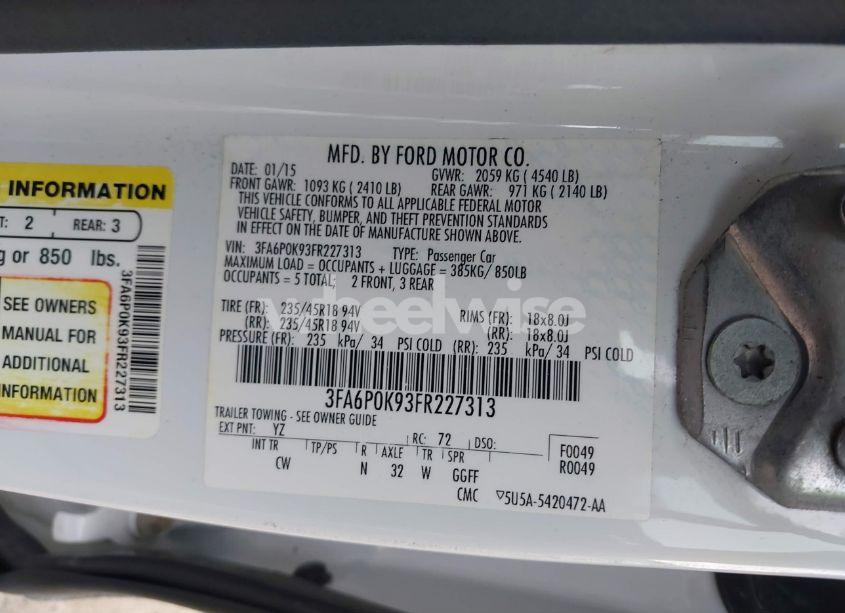 INFORMATION
2
REAR: 3
or 850 lbs.
SEE OWNERS
MANUAL FOR
ADDITIONAL
INFORMATION
3FA6P0K93FR227313
MFD. BY FORD MOTOR CO.
DATE: 01/15
GVWR: 2059 KG ( 4540 LB)
FRONT GAWR: 1093 KG ( 2410 LB)
REAR GAWR: 971 KG ( 2140 LB)
THIS VEHICLE CONFORMS TO ALL APPLICABLE FEDERAL MOTOR
VEHICLE SAFETY, BUMPER, AND THEFT PREVENTION STANDARDS
IN EFFECT ON THE DATE OF MANUFACTURE SHOWN ABOVE.
VIN: 3FA6P0K93FR227313 TYPE: Passenger Car
MAXIMUM LOAD = OCCUPANTS + LUGGAGE = 385KG/ 850LB
OCCUPANTS = 5 TOTAL; 2 FRONT, 3 REAR
wheelwise
TIRE (FR): 235/45R18 94V RIMS (FR): 18x8.0J
(RR): 235/45R18 94V (RR): 18x8.0J
PRESSURE (FR): 235 kPa/ 34 PSI COLD (RR): 235 kPa/ 34 PSI COLD
3FA6P0K93FR227313
TRAILER TOWING - SEE OWNER GUIDE
EXT PNT: YZ RC: 72 DSO: F0049
R0049
INT TR TP/PS R AXLE TR SPR
CW N 32 W GGFF
CMC ▽5U5A-5420472-AA